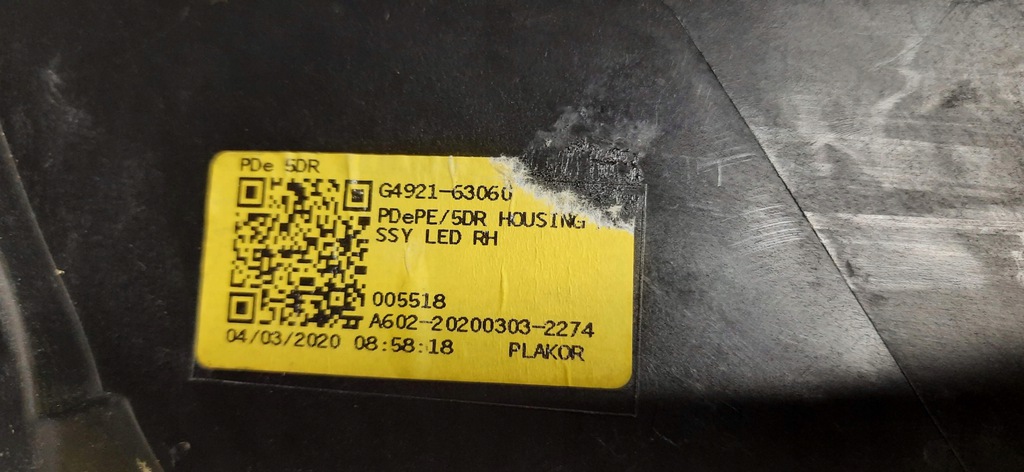 PDe 5DR
G4921-63060
PDePE/5DR HOUSING
SSY LED RH
005518
A602-20200303-2274
04/03/2020 08:58:18 PLAKOR